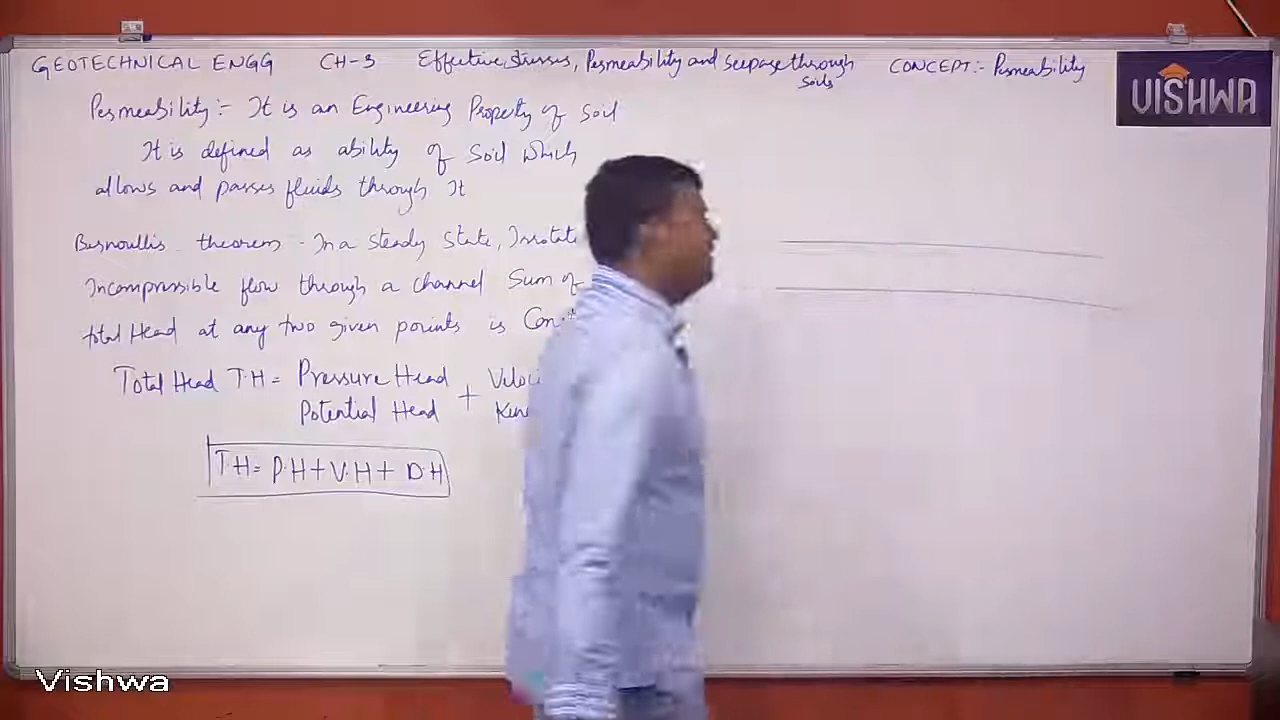 GEOTECHNICAL ENGG CH-3 Effective stresses, Permeability and seepage through soils CONCEPT:- Permeability
VISHWA
Permeability:- It is an Engineering Property of Soil
It is defined as ability of Soil which
allows and passes fluids through It
Bernoullis theorem - In a Steady State, Irrotati
Incompressible flow through a channel Sum of
total Head at any two given points is Con
Total Head T.H = Pressure Head + Veloci
Potential Head Kin
T.H = P.H + V.H + D.H
Vishwa